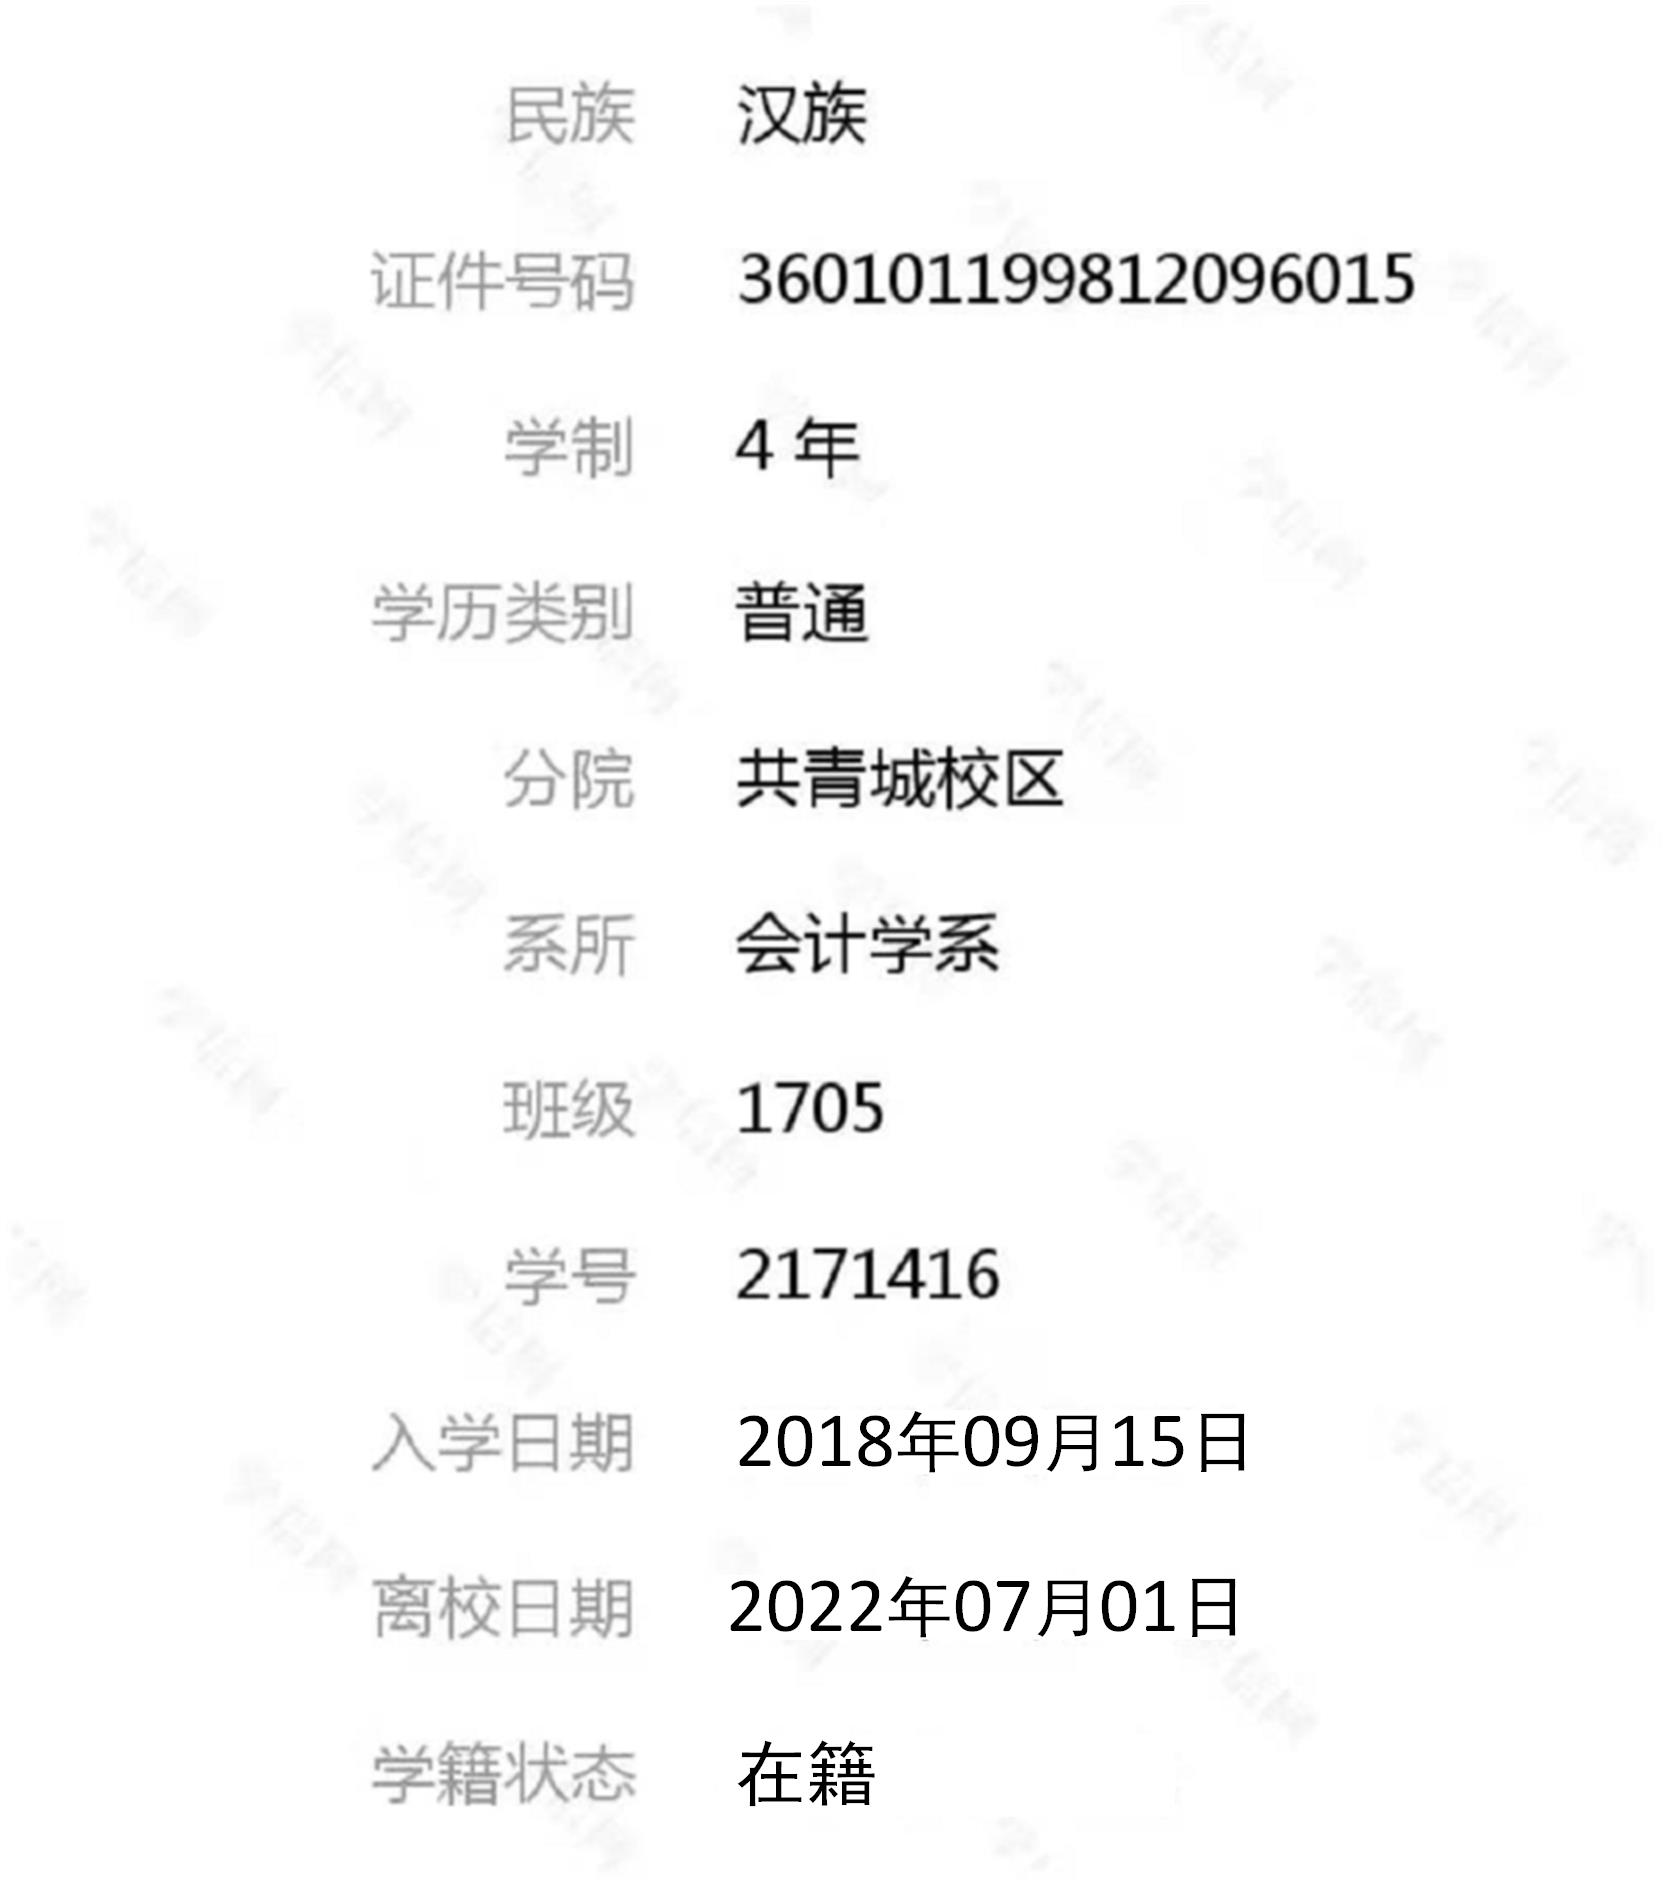 民族 汉族
证件号码 360101199812096015
学制 4 年
学历类别 普通
分院 共青城校区
系所 会计学系
班级 1705
学号 2171416
入学日期 2018年09月15日
离校日期 2022年07月01日
学籍状态 在籍
学信网